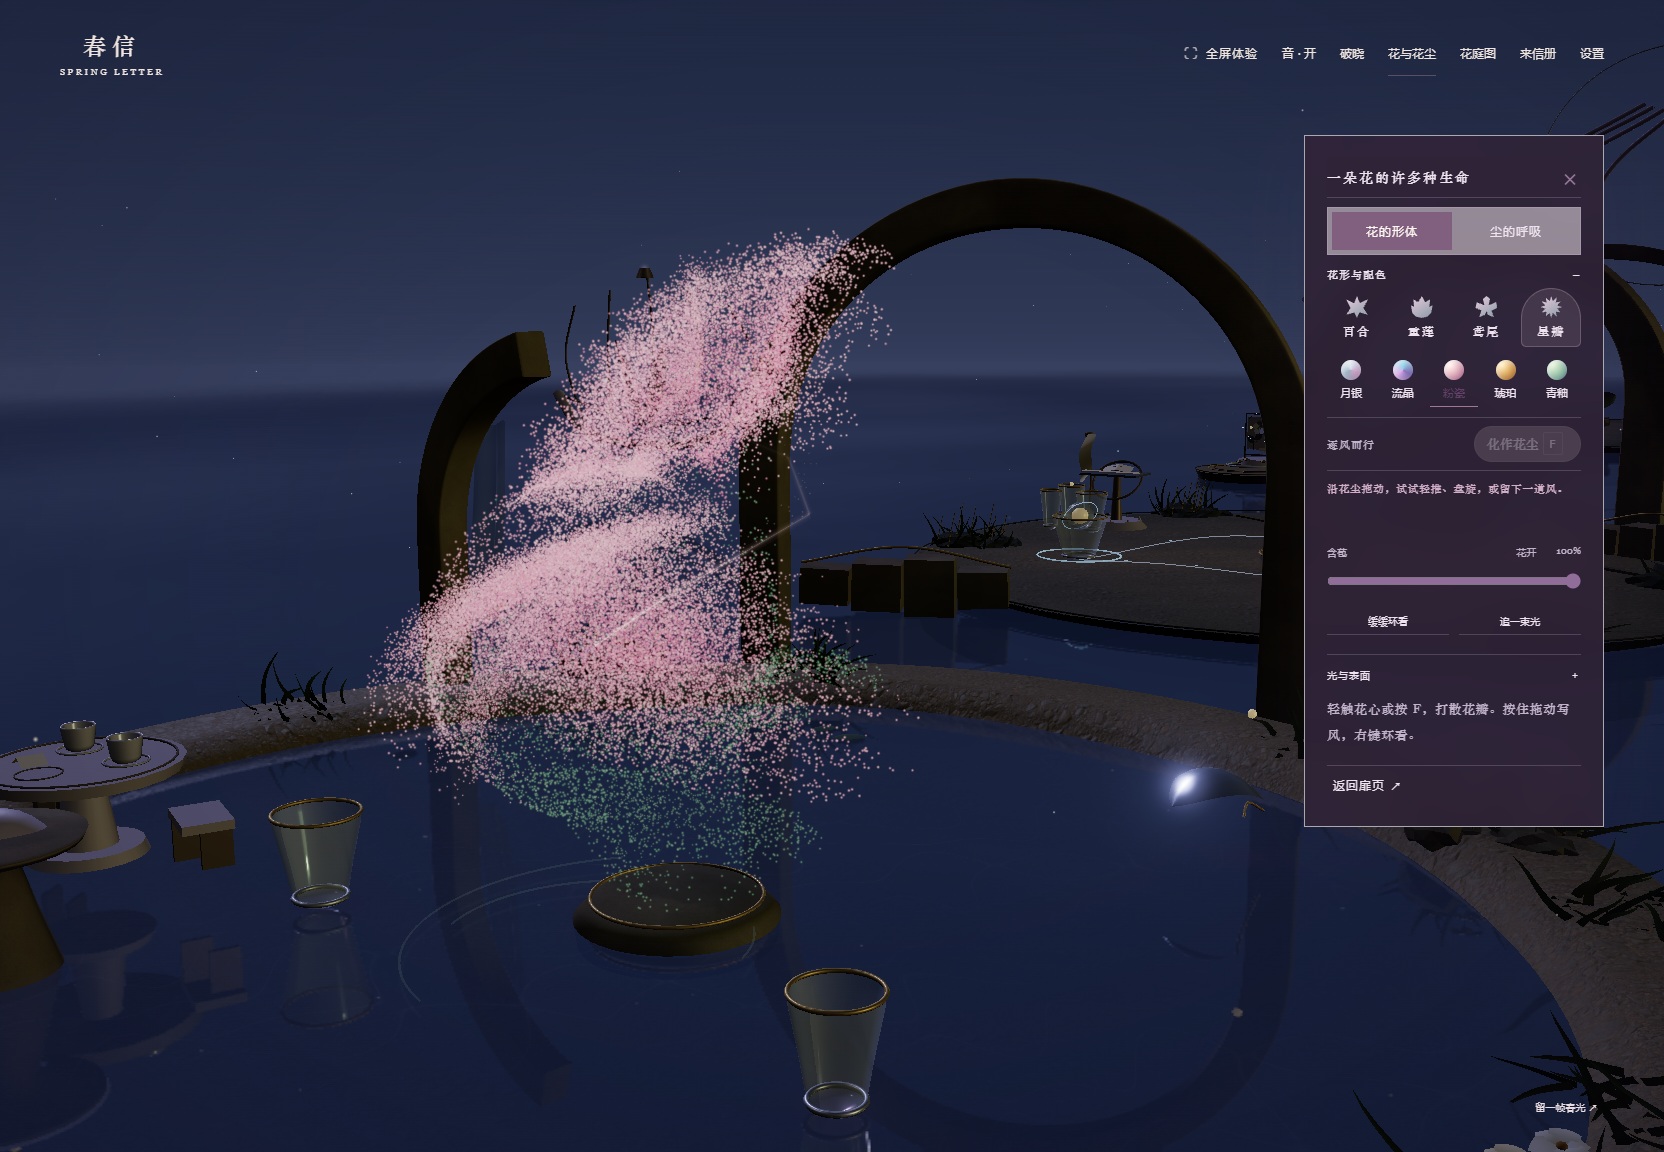 春信
SPRING LETTER
全屏体验 音·开 破晓 花与花尘 花庭图 来信册 设置
一朵花的许多种生命
花的形体 尘的呼吸
花形与配色
百合 重莲 鸢尾 星瓣
月银 流晶 粉瓷 琥珀 青釉
逐风而行 化作花尘 F
沿花尘拖动，试试轻推、盘旋，或留下一道风。
含苞 花开 100%
缓缓环看 追一束光
光与表面
轻触花心或按 F，打散花瓣。按住拖动写
风，右键环看。
返回扉页 ↗
留一帧春光 ↗